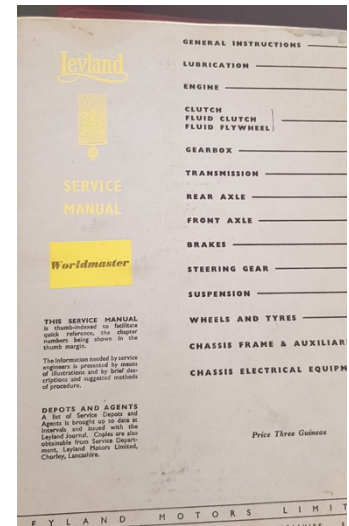 Leyland
SERVICE
MANUAL
Worldmaster
THIS SERVICE MANUAL
is thumb-indexed to facilitate
quick reference, the chapter
numbers being shown in the
thumb margin.
The information needed by service
engineers is presented by means
of illustrations and by brief des-
criptions and suggested methods
of procedure.
DEPOTS AND AGENTS
A list of Service Depots and
Agents is brought up to date at
intervals and issued with the
Leyland Journal. Copies are also
obtainable from Service Depart-
ment, Leyland Motors Limited,
Chorley, Lancashire.
GENERAL INSTRUCTIONS
LUBRICATION
ENGINE
CLUTCH
FLUID CLUTCH
FLUID FLYWHEEL
GEARBOX
TRANSMISSION
REAR AXLE
FRONT AXLE
BRAKES
STEERING GEAR
SUSPENSION
WHEELS AND TYRES
CHASSIS FRAME & AUXILIAR
CHASSIS ELECTRICAL EQUIPM
Price Three Guineas
EYLAND MOTORS LIMIT